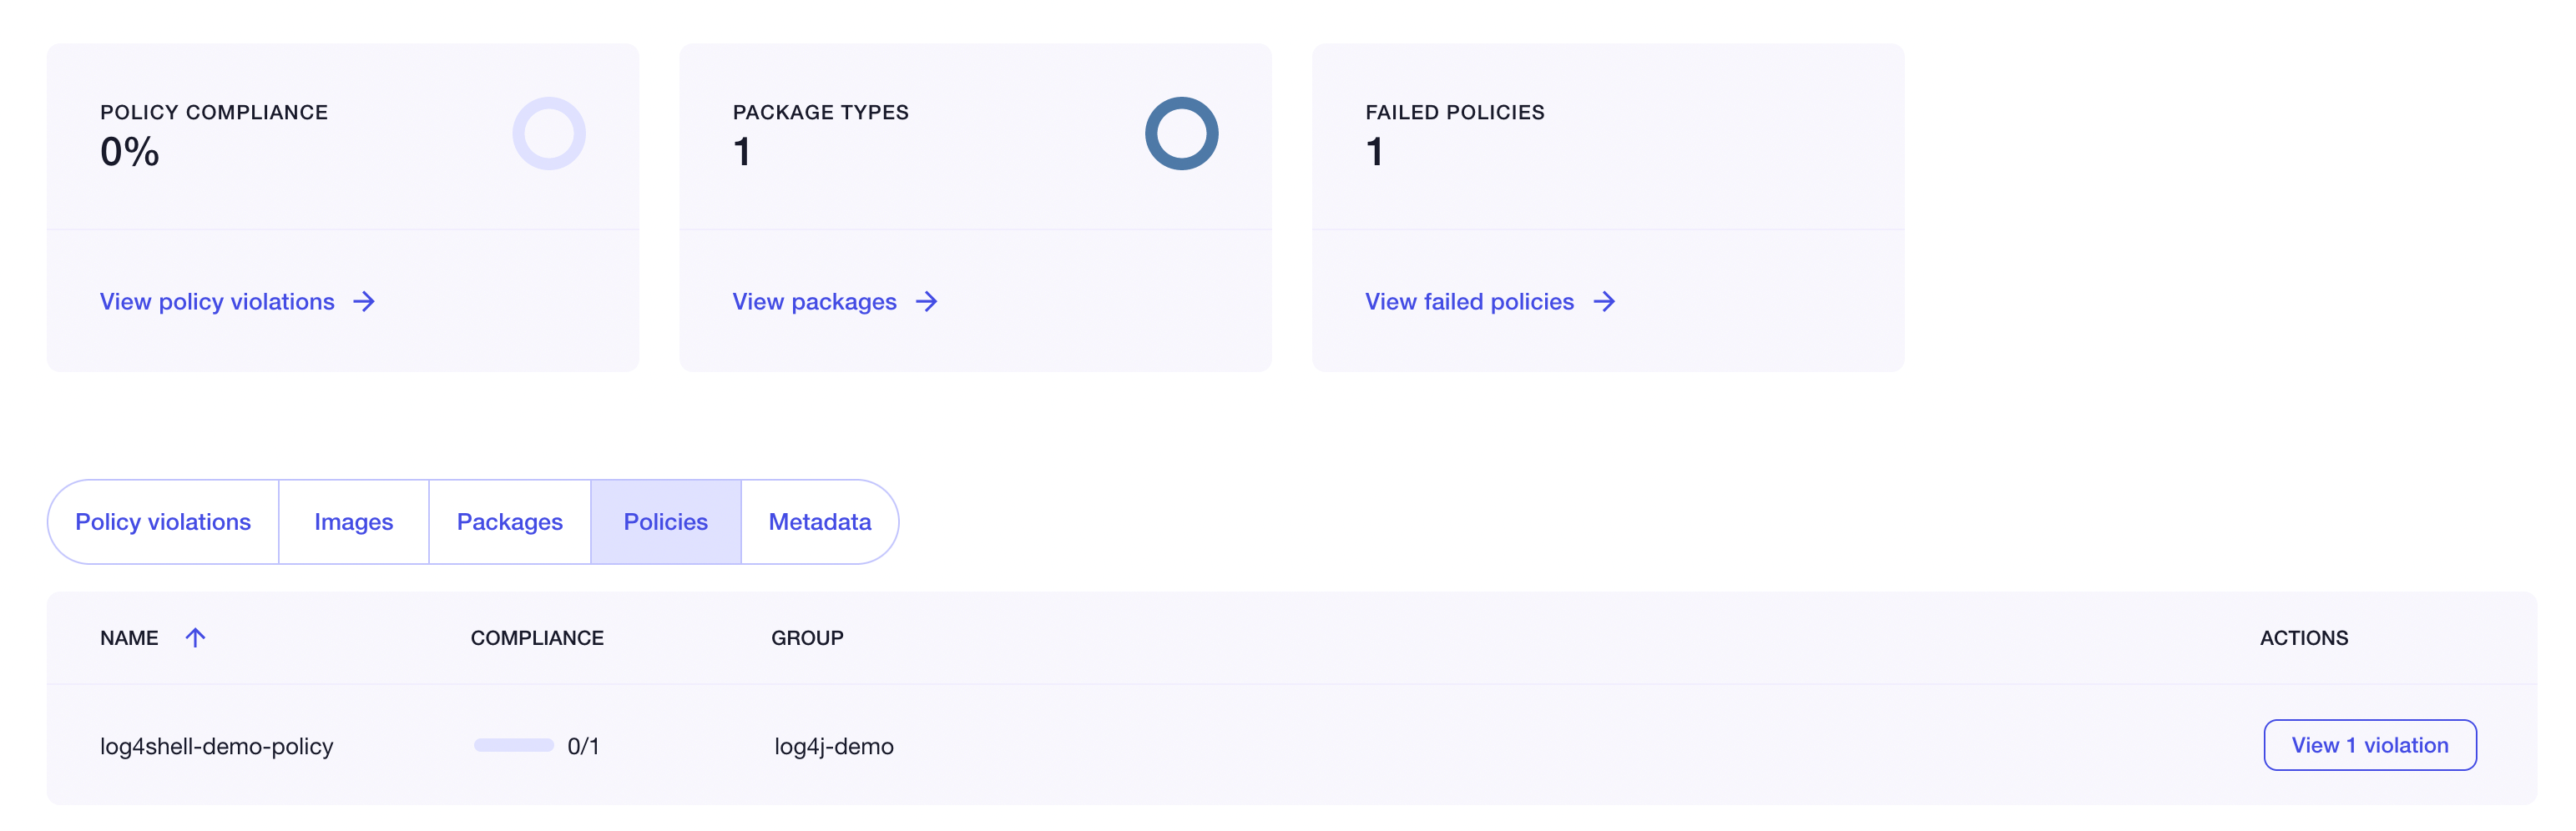 POLICY COMPLIANCE
0%
View policy violations
PACKAGE TYPES
1
View packages
FAILED POLICIES
1
View failed policies
Policy violations Images Packages Policies Metadata
NAME COMPLIANCE GROUP ACTIONS
log4shell-demo-policy 0/1 log4j-demo View 1 violation